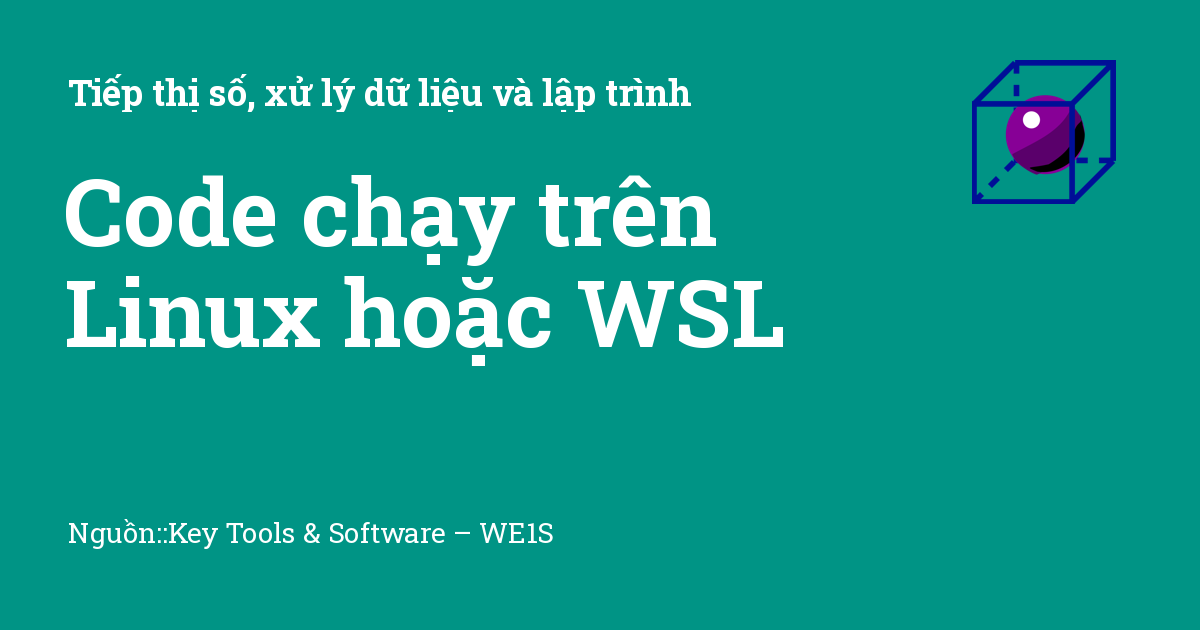 Tiếp thị số, xử lý dữ liệu và lập trình
Code chạy trên
Linux hoặc WSL
Nguồn::Key Tools & Software – WE1S